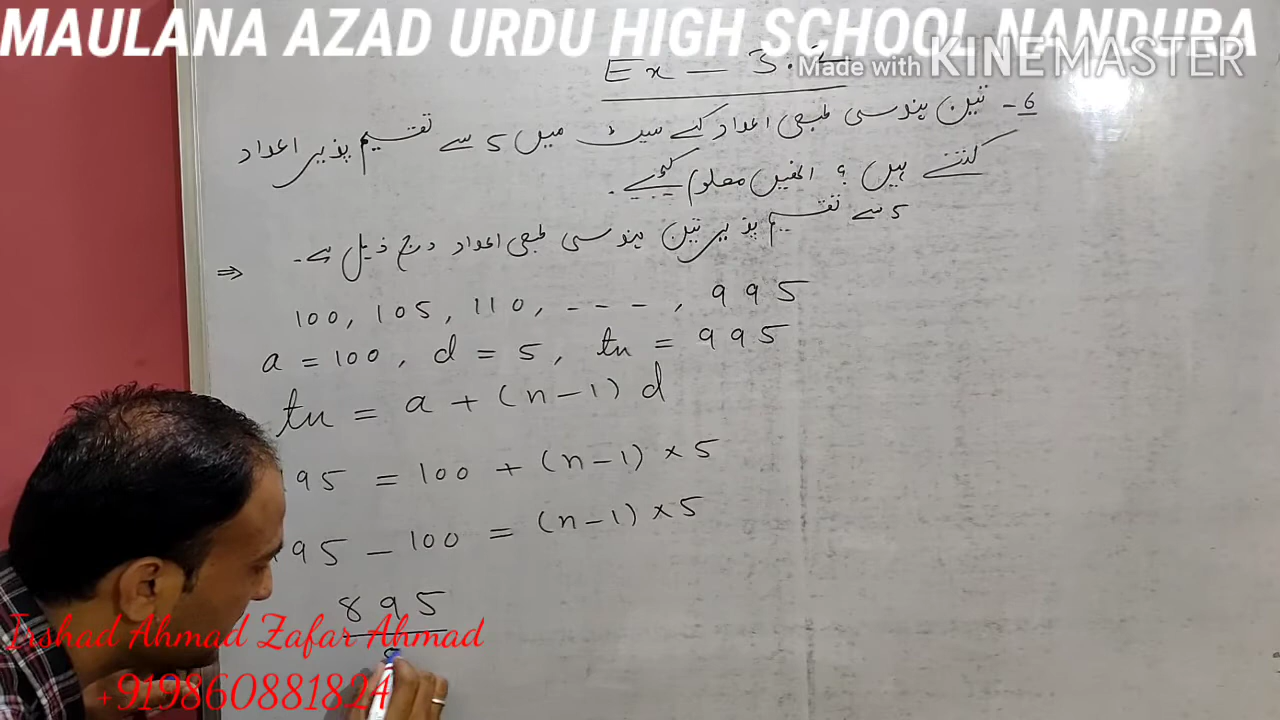 MAULANA AZAD URDU HIGH SCHOOL NANDURA
Made with KINEMASTER
Ex - 3.2
6- تین ہندسی طبعی اعداد کے سیٹ میں 5 سے تقسیم پذیر اعداد
کتنے ہیں ؟ انھیں معلوم کیجیے۔
5 سے تقسیم پذیر تین ہندسی طبعی اعداد درج ذیل ہے۔
⇒
100, 105, 110, - - - , 995
a = 100, d = 5, tn = 995
tn = a + (n-1) d
95 = 100 + (n-1) × 5
95 - 100 = (n-1) × 5
895
5
Irshad Ahmad Zafar Ahmad
+919860881824